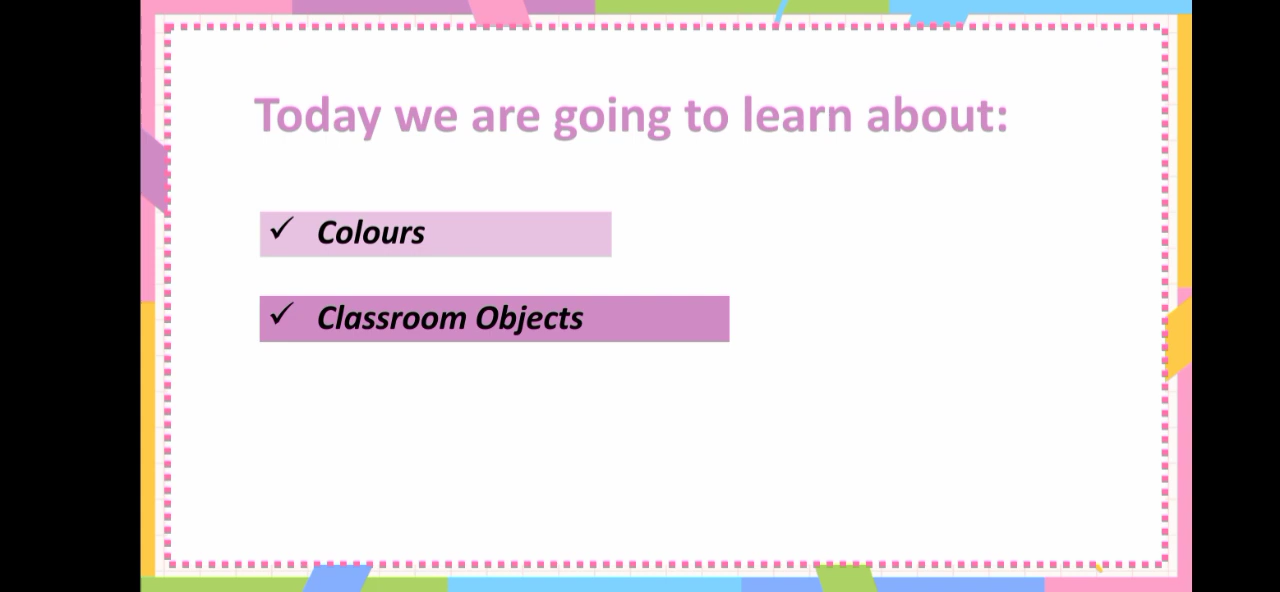 Today we are going to learn about:
✓ Colours
✓ Classroom Objects